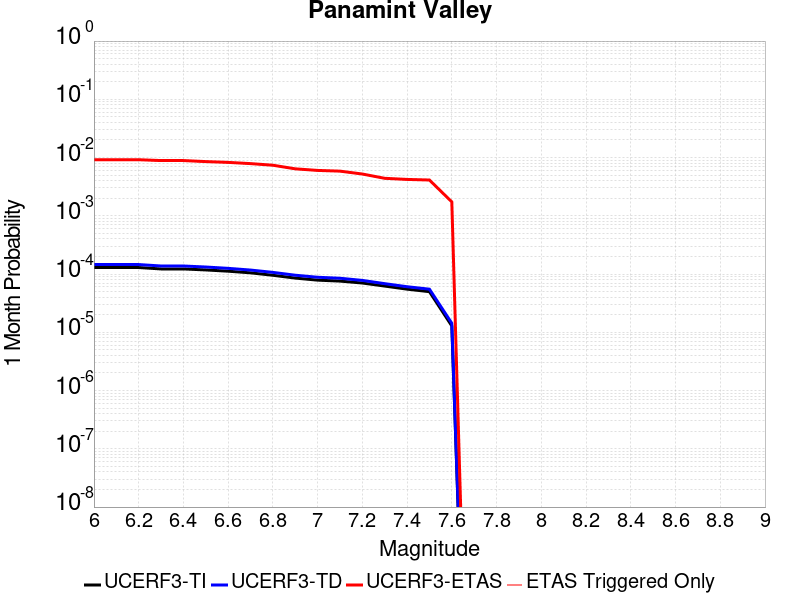 Panamint Valley
10^0
10^-1
10^-2
10^-3
10^-4
10^-5
10^-6
10^-7
10^-8
1 Month Probability
6 6.2 6.4 6.6 6.8 7 7.2 7.4 7.6 7.8 8 8.2 8.4 8.6 8.8 9
Magnitude
UCERF3-TI UCERF3-TD UCERF3-ETAS ETAS Triggered Only